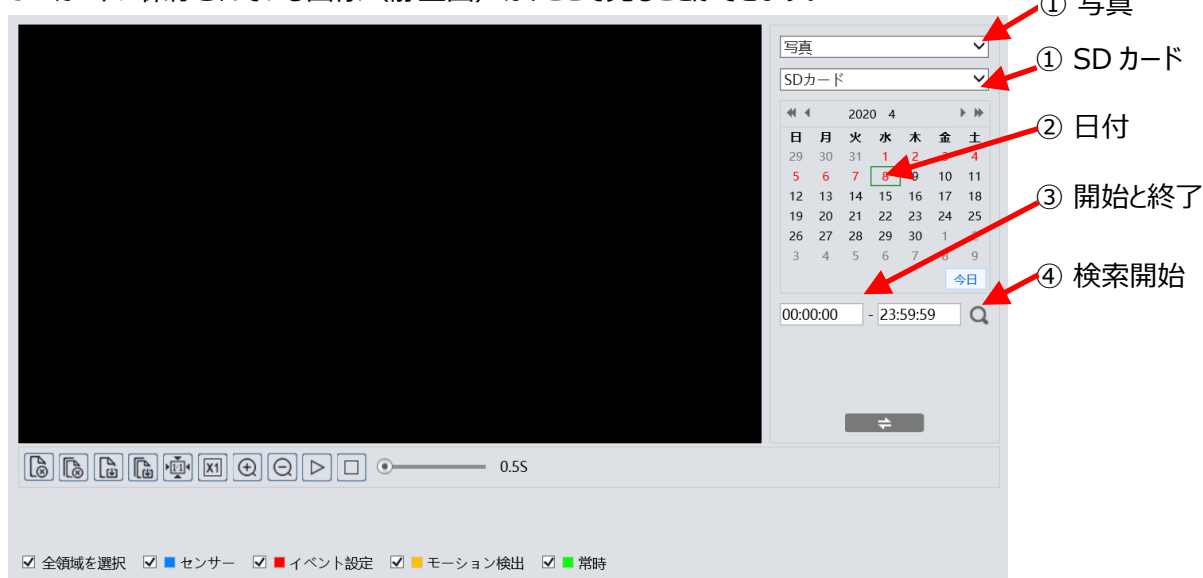 ① 写真
写真
① SD カード
SDカード
2020 4
日 月 火 水 木 金 土
29 30 31 1 2 3 4
② 日付
5 6 7 8 9 10 11
12 13 14 15 16 17 18
③ 開始と終了
19 20 21 22 23 24 25
26 27 28 29 30 1 2
3 4 5 6 7 8 9
今日
④ 検索開始
00:00:00 - 23:59:59
1:1 X1 0.5S
全領域を選択 センサー イベント設定 モーション検出 常時